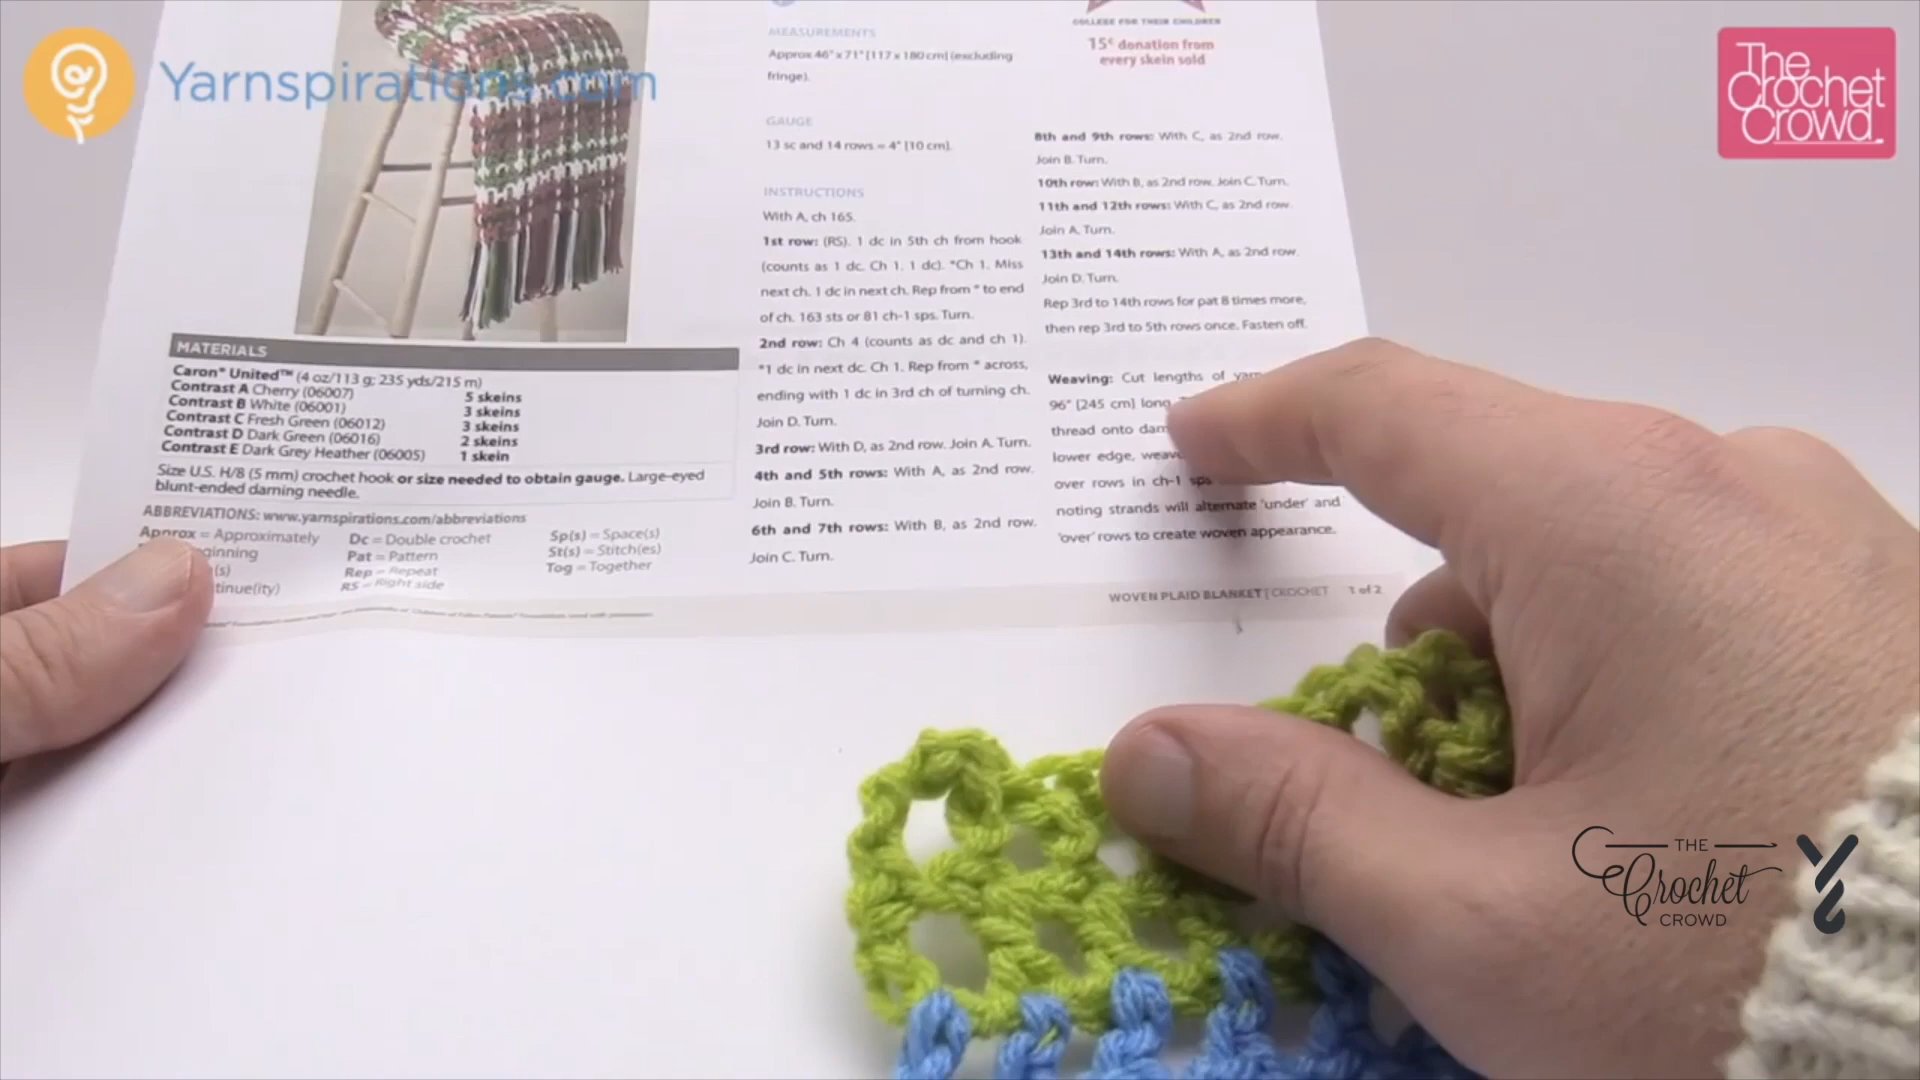 Yarnspirations.com
The
Crochet
Crowd
MEASUREMENTS
Approx 46" x 71" [117 x 180 cm] (excluding
fringe).
GAUGE
13 sc and 14 rows = 4" [10 cm].
INSTRUCTIONS
With A, ch 165.
1st row: (RS). 1 dc in 5th ch from hook
(counts as 1 dc. Ch 1. 1 dc). *Ch 1. Miss
next ch. 1 dc in next ch. Rep from * to end
of ch. 163 sts or 81 ch-1 sps. Turn.
2nd row: Ch 4 (counts as dc and ch 1).
*1 dc in next dc. Ch 1. Rep from * across,
ending with 1 dc in 3rd ch of turning ch.
Join D. Turn.
3rd row: With D, as 2nd row. Join A. Turn.
4th and 5th rows: With A, as 2nd row.
Join B. Turn.
6th and 7th rows: With B, as 2nd row.
Join C. Turn.
COLLEGE FOR THEIR CHILDREN
15¢ donation from
every skein sold
8th and 9th rows: With C, as 2nd row.
Join B. Turn.
10th row: With B, as 2nd row. Join C. Turn.
11th and 12th rows: With C, as 2nd row.
Join A. Turn.
13th and 14th rows: With A, as 2nd row
Join D. Turn.
Rep 3rd to 14th rows for pat 8 times more,
then rep 3rd to 5th rows once. Fasten off.
Weaving: Cut lengths of yarn
96" [245 cm] long.
thread onto
lower edge,
over rows in ch-1 sps
noting strands will alternate 'under' and
'over' rows to create woven appearance.
MATERIALS
Caron® United™ (4 oz/113 g; 235 yds/215 m)
Contrast A Cherry (06007) 5 skeins
Contrast B White (06001) 3 skeins
Contrast C Fresh Green (06012) 3 skeins
Contrast D Dark Green (06016) 2 skeins
Contrast E Dark Grey Heather (06005) 1 skein
Size U.S. H/8 (5 mm) crochet hook or size needed to obtain gauge. Large-eyed
blunt-ended darning needle.
ABBREVIATIONS: www.yarnspirations.com/abbreviations
Approx = Approximately
ginning
(s)
tinue(ity)
Dc = Double crochet
Pat = Pattern
Rep = Repeat
RS = Right side
Sp(s) = Space(s)
St(s) = Stitch(es)
Tog = Together
WOVEN PLAID BLANKET | CROCHET 1 of 2
THE
Crochet
CROWD